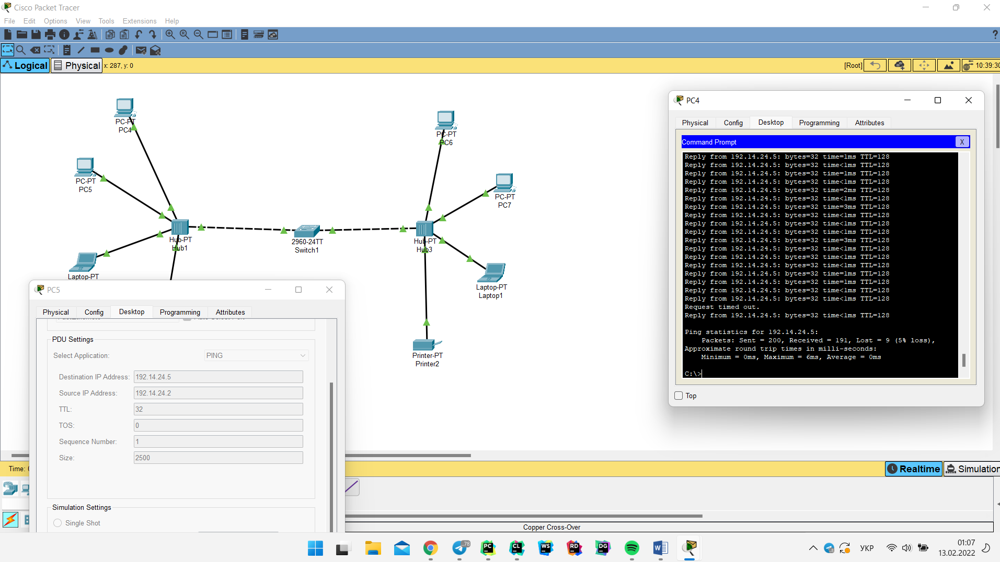 Cisco Packet Tracer
File Edit Options View Tools Extensions Help
?
Logical Physical x: 287, y: 0
[Root] 10:39:30
PC-PT
PC4
PC-PT
PC5
Hub-PT
Hub1
Laptop-PT
2960-24TT
Switch1
PC-PT
PC6
PC-PT
PC7
Hub-PT
Hub3
Laptop-PT
Laptop1
Printer-PT
Printer2
PC4
Physical Config Desktop Programming Attributes
Command Prompt X
Reply from 192.14.24.5: bytes=32 time=1ms TTL=128
Reply from 192.14.24.5: bytes=32 time<1ms TTL=128
Reply from 192.14.24.5: bytes=32 time=1ms TTL=128
Reply from 192.14.24.5: bytes=32 time<1ms TTL=128
Reply from 192.14.24.5: bytes=32 time=2ms TTL=128
Reply from 192.14.24.5: bytes=32 time<1ms TTL=128
Reply from 192.14.24.5: bytes=32 time=3ms TTL=128
Reply from 192.14.24.5: bytes=32 time<1ms TTL=128
Reply from 192.14.24.5: bytes=32 time<1ms TTL=128
Reply from 192.14.24.5: bytes=32 time<1ms TTL=128
Reply from 192.14.24.5: bytes=32 time=3ms TTL=128
Reply from 192.14.24.5: bytes=32 time<1ms TTL=128
Reply from 192.14.24.5: bytes=32 time<1ms TTL=128
Reply from 192.14.24.5: bytes=32 time<1ms TTL=128
Reply from 192.14.24.5: bytes=32 time=1ms TTL=128
Reply from 192.14.24.5: bytes=32 time=1ms TTL=128
Reply from 192.14.24.5: bytes=32 time<1ms TTL=128
Reply from 192.14.24.5: bytes=32 time<1ms TTL=128
Request timed out.
Reply from 192.14.24.5: bytes=32 time<1ms TTL=128
Ping statistics for 192.14.24.5:
Packets: Sent = 200, Received = 191, Lost = 9 (5% loss),
Approximate round trip times in milli-seconds:
Minimum = 0ms, Maximum = 6ms, Average = 0ms
C:\>
Top
PC5
Physical Config Desktop Programming Attributes
PDU Settings
Select Application: PING
Destination IP Address: 192.14.24.5
Source IP Address: 192.14.24.2
TTL: 32
TOS: 0
Sequence Number: 1
Size: 2500
Simulation Settings
Single Shot
Time:
Realtime Simulation
Copper Cross-Over
..78
PC CL WS RD DG
УКР
01:07
13.02.2022